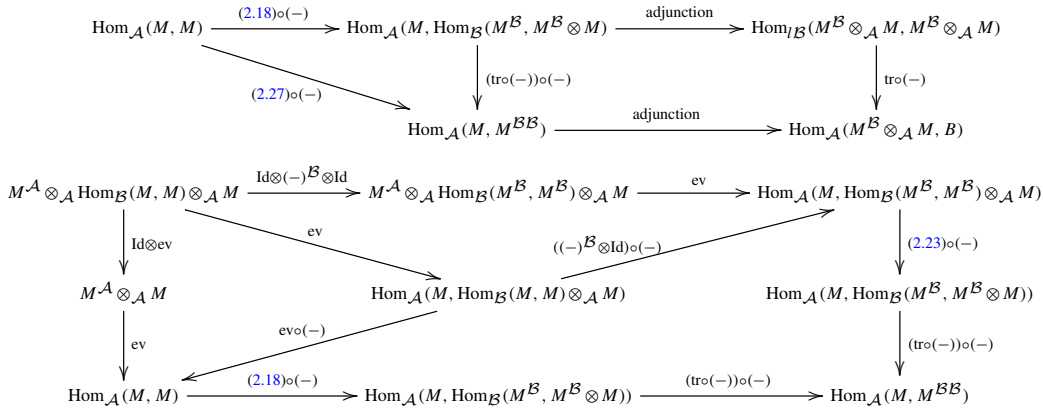 Hom_𝒜(M, M) (2.18)∘(−) Hom_𝒜(M, Hom_ℬ(M^ℬ, M^ℬ ⊗ M) adjunction Hom_{lℬ}(M^ℬ ⊗_𝒜 M, M^ℬ ⊗_𝒜 M)
(2.27)∘(−) (tr∘(−))∘(−) tr∘(−)
Hom_𝒜(M, M^{ℬℬ}) adjunction Hom_𝒜(M^ℬ ⊗_𝒜 M, B)
M^𝒜 ⊗_𝒜 Hom_ℬ(M, M) ⊗_𝒜 M Id⊗(−)^ℬ⊗Id M^𝒜 ⊗_𝒜 Hom_ℬ(M^ℬ, M^ℬ) ⊗_𝒜 M ev Hom_𝒜(M, Hom_ℬ(M^ℬ, M^ℬ) ⊗_𝒜 M)
Id⊗ev ev ((−)^ℬ⊗Id)∘(−) (2.23)∘(−)
M^𝒜 ⊗_𝒜 M Hom_𝒜(M, Hom_ℬ(M, M) ⊗_𝒜 M) Hom_𝒜(M, Hom_ℬ(M^ℬ, M^ℬ ⊗ M))
ev ev∘(−) (tr∘(−))∘(−)
Hom_𝒜(M, M) (2.18)∘(−) Hom_𝒜(M, Hom_ℬ(M^ℬ, M^ℬ ⊗ M)) (tr∘(−))∘(−) Hom_𝒜(M, M^{ℬℬ})